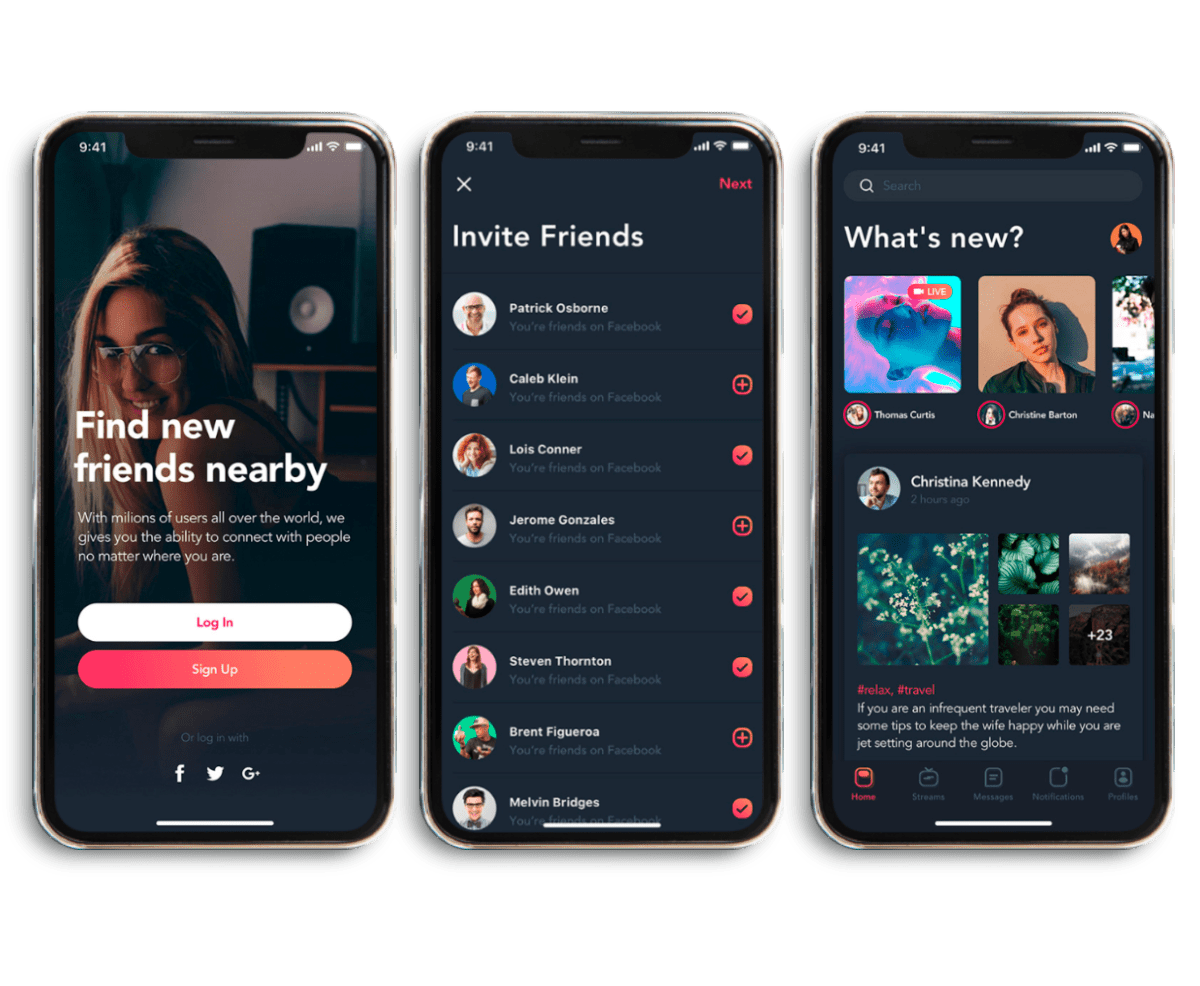 9:41
Find new
friends nearby
With milions of users all over the world, we
gives you the ability to connect with people
no matter where you are.
Log In
Sign Up
Or log in with
9:41
Next
Invite Friends
Patrick Osborne
You're friends on Facebook
Caleb Klein
You're friends on Facebook
Lois Conner
You're friends on Facebook
Jerome Gonzales
You're friends on Facebook
Edith Owen
You're friends on Facebook
Steven Thornton
You're friends on Facebook
Brent Figueroa
You're friends on Facebook
Melvin Bridges
You're friends on Facebook
9:41
Search
What's new?
LIVE
Thomas Curtis
Christine Barton
Na
Christina Kennedy
2 hours ago
+23
#relax, #travel
If you are an infrequent traveler you may need
some tips to keep the wife happy while you are
jet setting around the globe.
Home Streams Messages Notifications Profiles